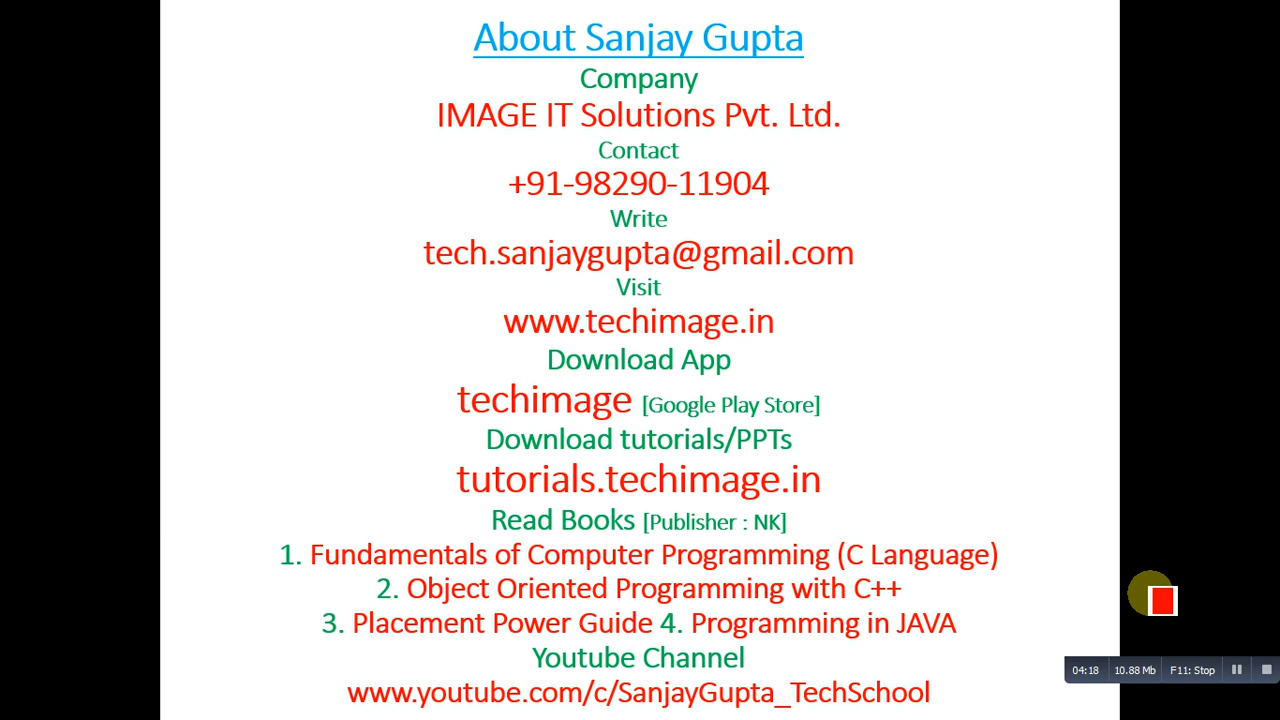 About Sanjay Gupta
Company
IMAGE IT Solutions Pvt. Ltd.
Contact
+91-98290-11904
Write
tech.sanjaygupta@gmail.com
Visit
www.techimage.in
Download App
techimage [Google Play Store]
Download tutorials/PPTs
tutorials.techimage.in
Read Books [Publisher : NK]
1. Fundamentals of Computer Programming (C Language)
2. Object Oriented Programming with C++
3. Placement Power Guide 4. Programming in JAVA
Youtube Channel
www.youtube.com/c/SanjayGupta_TechSchool
04:18 10.88 Mb F11: Stop